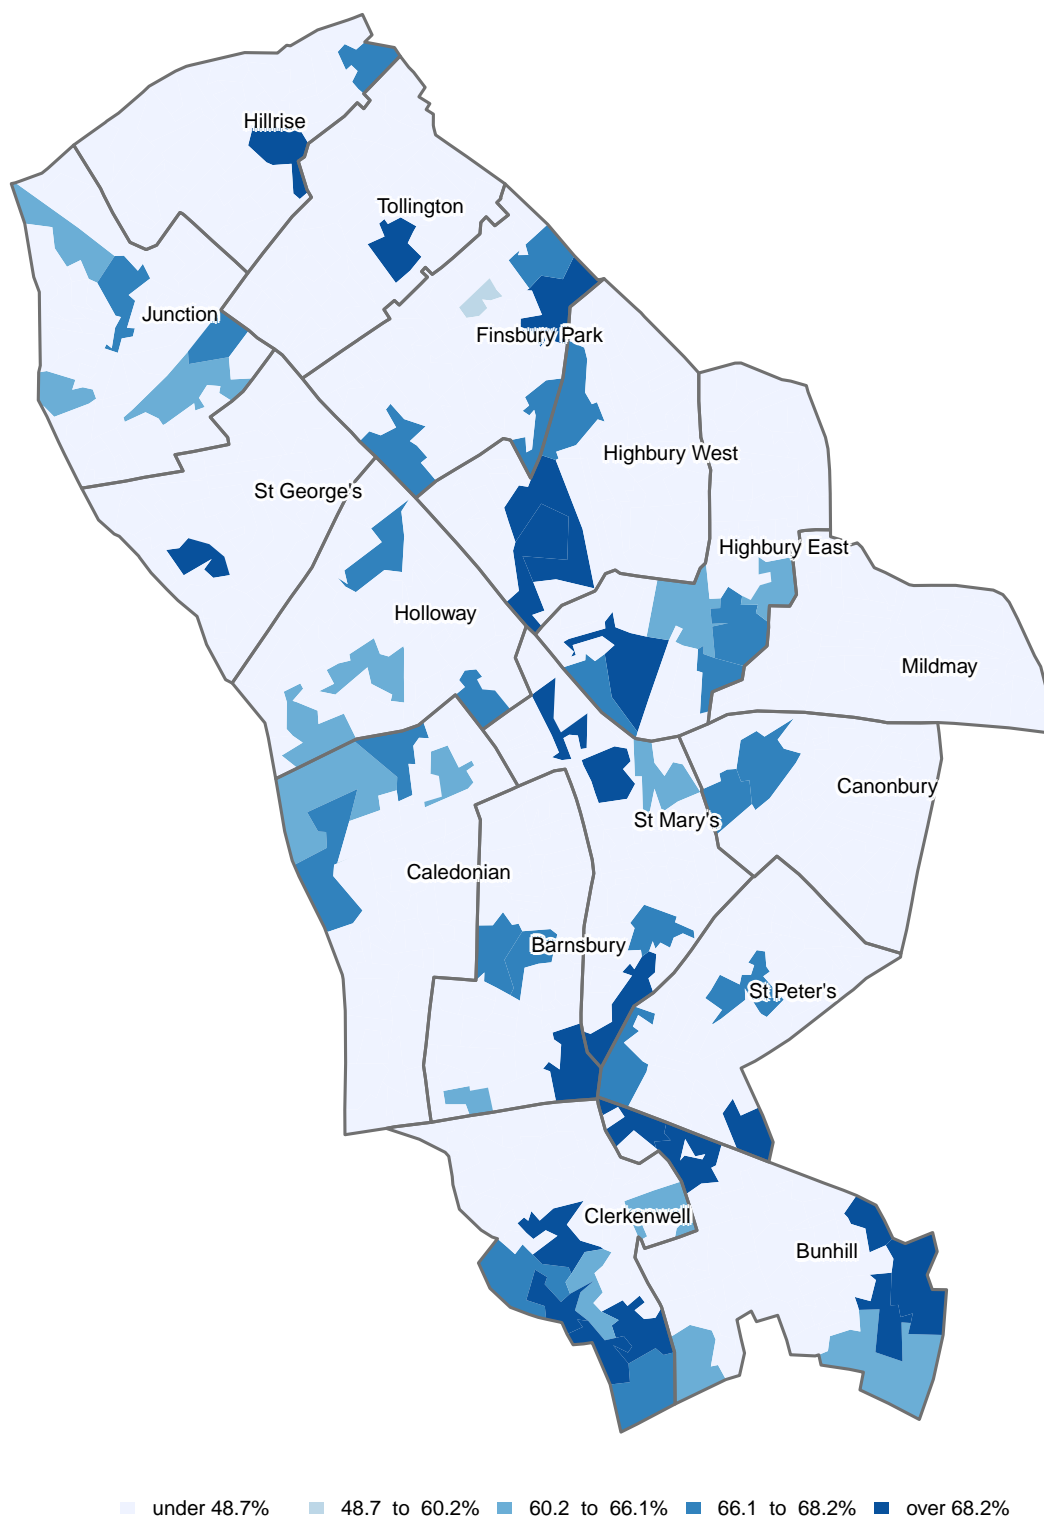 Hillrise
Tollington
Junction
Finsbury Park
Highbury West
St George's
Highbury East
Holloway
Mildmay
Canonbury
St Mary's
Caledonian
Barnsbury
St Peter's
Clerkenwell
Bunhill
under 48.7% 48.7 to 60.2% 60.2 to 66.1% 66.1 to 68.2% over 68.2%